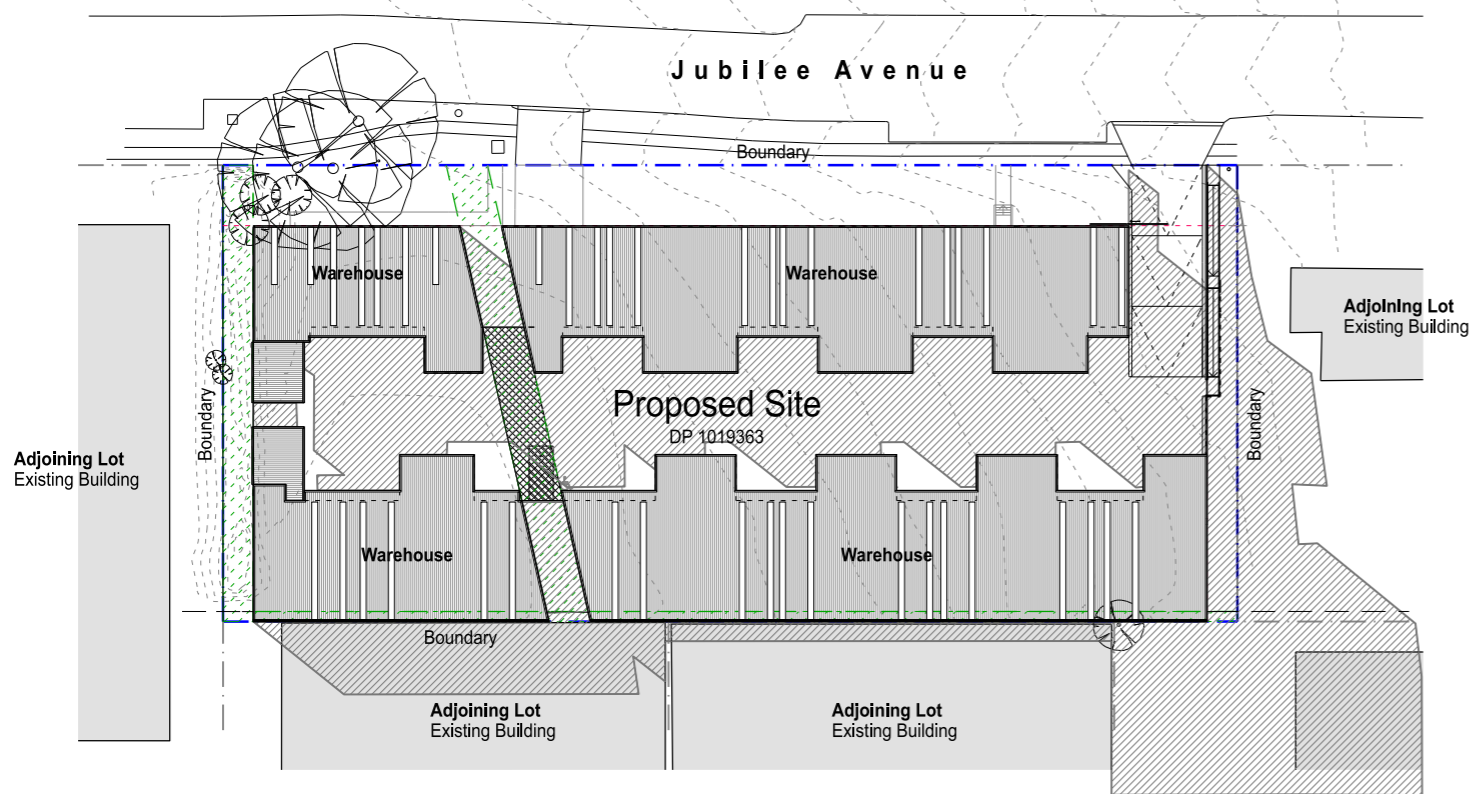 Jubilee Avenue
Boundary
Warehouse
Warehouse
Adjoining Lot
Existing Building
Proposed Site
DP 1019363
Boundary
Boundary
Adjoining Lot
Existing Building
Warehouse
Warehouse
Boundary
Adjoining Lot
Existing Building
Adjoining Lot
Existing Building